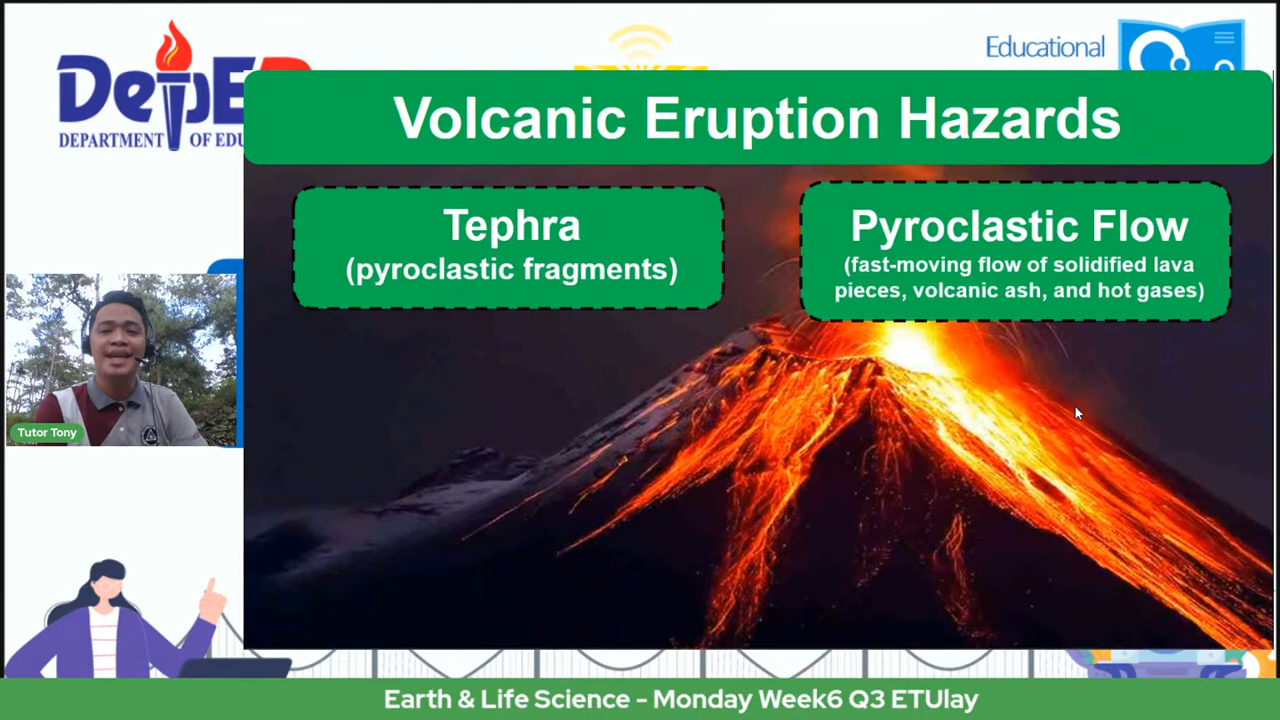 DepED
DEPARTMENT OF EDU
Educational
Volcanic Eruption Hazards
Tephra
(pyroclastic fragments)
Pyroclastic Flow
(fast-moving flow of solidified lava
pieces, volcanic ash, and hot gases)
Tutor Tony
Earth & Life Science - Monday Week6 Q3 ETUlay